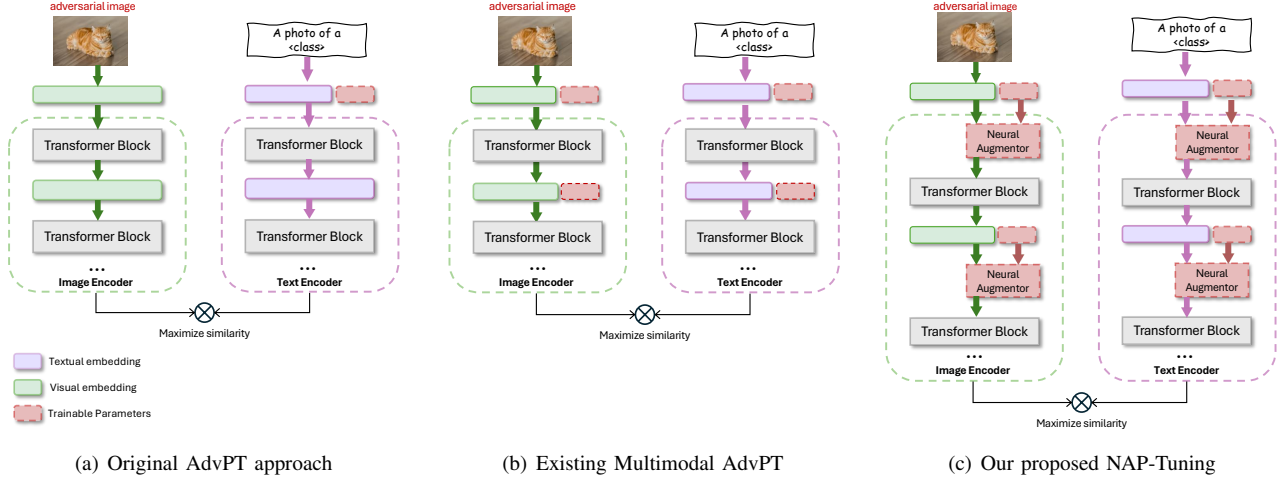 adversarial image
A photo of a
<class>
Transformer Block
Transformer Block
Transformer Block
Transformer Block
...
Image Encoder
...
Text Encoder
Maximize similarity
Textual embedding
Visual embedding
Trainable Parameters
(a) Original AdvPT approach
adversarial image
A photo of a
<class>
Transformer Block
Transformer Block
Transformer Block
Transformer Block
...
Image Encoder
...
Text Encoder
Maximize similarity
(b) Existing Multimodal AdvPT
adversarial image
A photo of a
<class>
Neural
Augmentor
Neural
Augmentor
Transformer Block
Transformer Block
Neural
Augmentor
Neural
Augmentor
Transformer Block
Transformer Block
...
Image Encoder
...
Text Encoder
Maximize similarity
(c) Our proposed NAP-Tuning